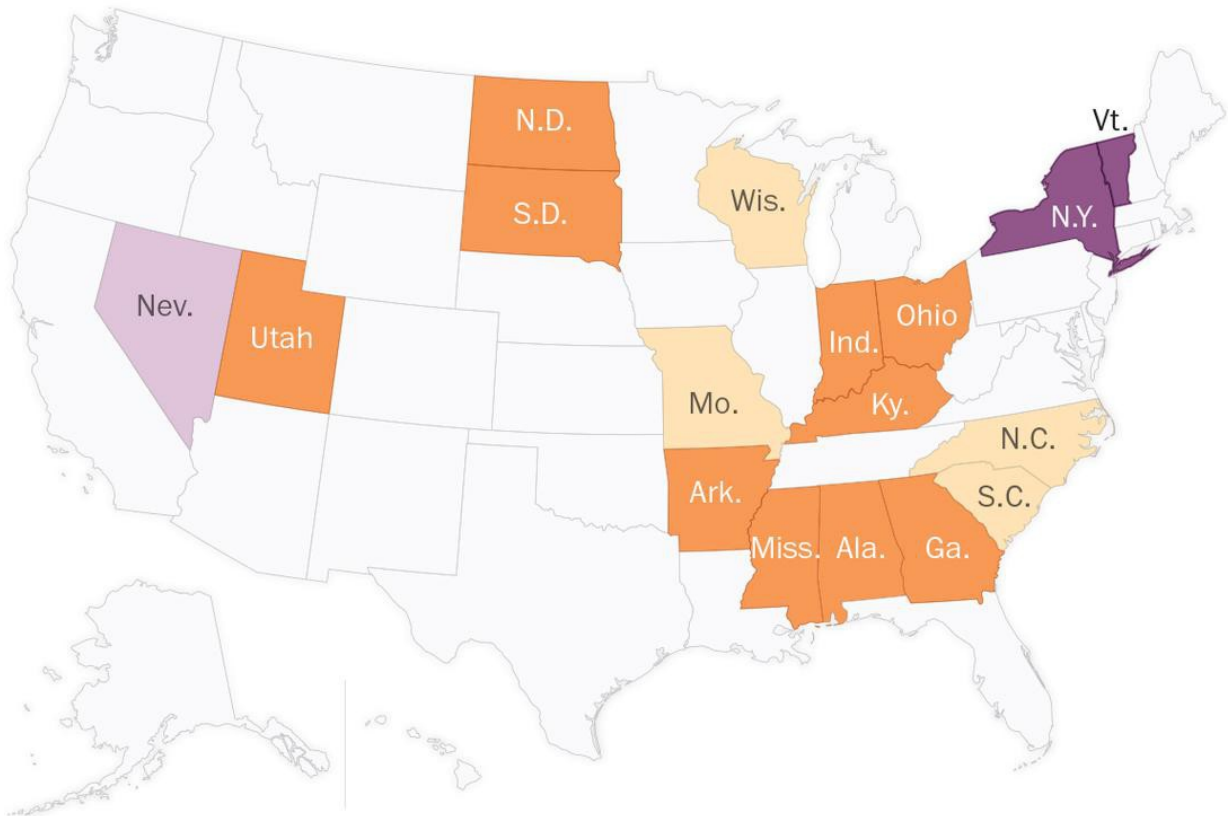 Vt.
N.D.
N.Y.
Wis.
S.D.
Nev.
Ohio
Utah
Ind.
Mo.
Ky.
N.C.
Ark.
S.C.
Miss.
Ala.
Ga.